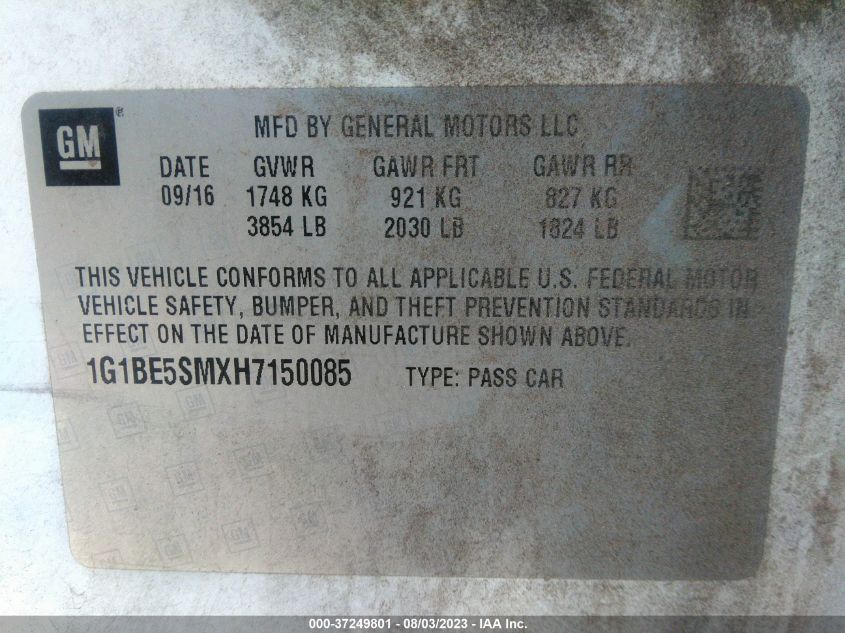 GM ®
MFD BY GENERAL MOTORS LLC
DATE GVWR GAWR FRT GAWR RR
09/16 1748 KG 921 KG 827 KG
3854 LB 2030 LB 1824 LB
THIS VEHICLE CONFORMS TO ALL APPLICABLE U.S. FEDERAL MOTOR
VEHICLE SAFETY, BUMPER, AND THEFT PREVENTION STANDARDS IN
EFFECT ON THE DATE OF MANUFACTURE SHOWN ABOVE.
1G1BE5SMXH7150085 TYPE: PASS CAR
000-37249801 - 08/03/2023 - IAA Inc.